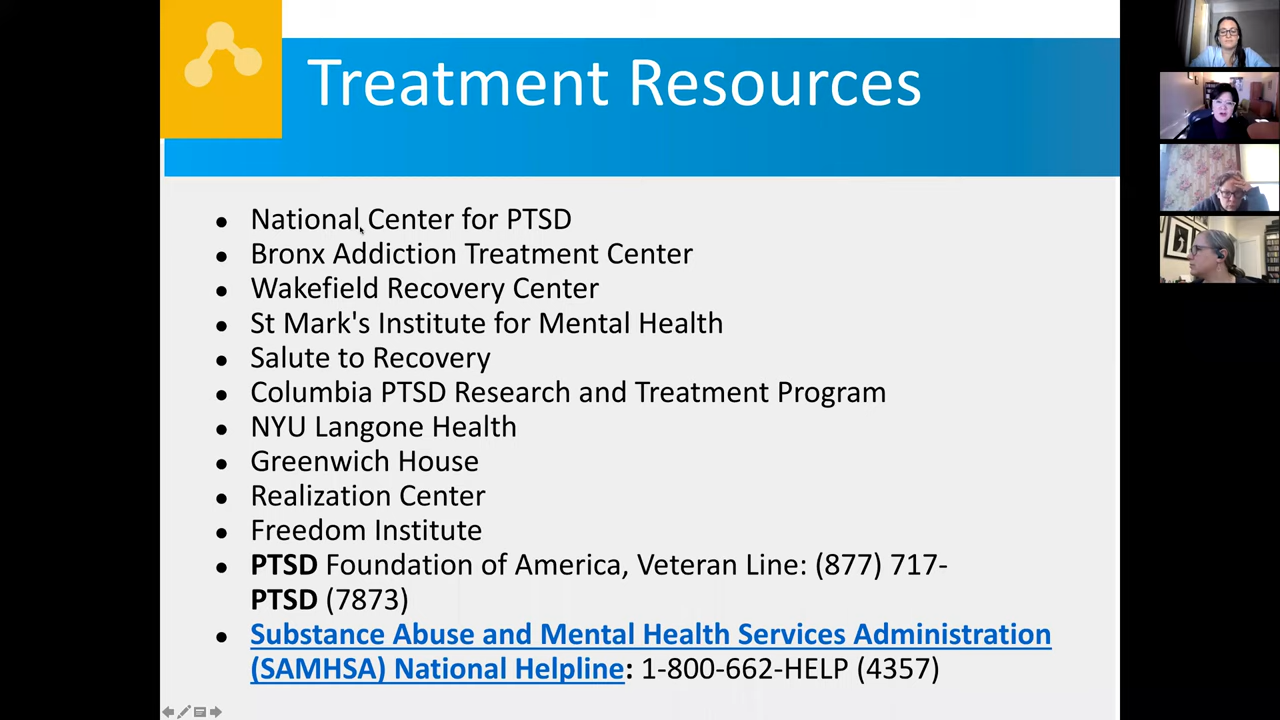 Treatment Resources
National Center for PTSD
Bronx Addiction Treatment Center
Wakefield Recovery Center
St Mark's Institute for Mental Health
Salute to Recovery
Columbia PTSD Research and Treatment Program
NYU Langone Health
Greenwich House
Realization Center
Freedom Institute
PTSD Foundation of America, Veteran Line: (877) 717-
PTSD (7873)
Substance Abuse and Mental Health Services Administration
(SAMHSA) National Helpline: 1-800-662-HELP (4357)